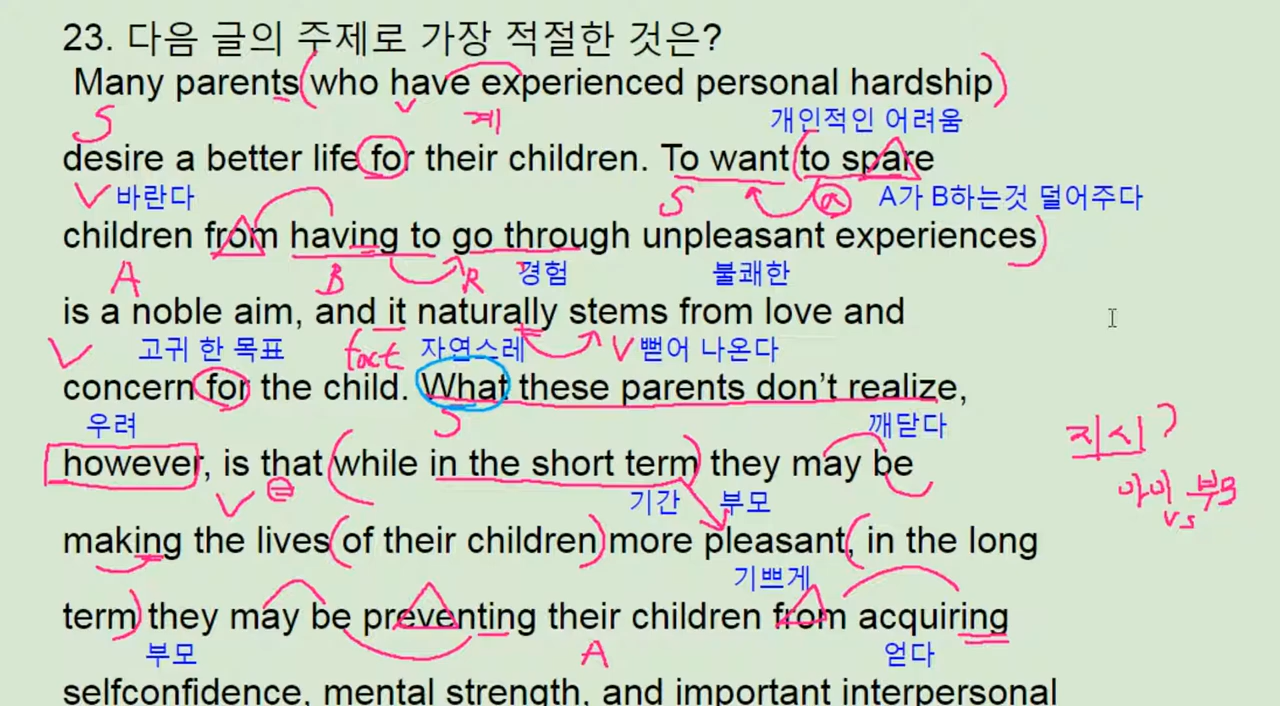 23. 다음 글의 주제로 가장 적절한 것은?
Many parents (who have experienced personal hardship)
S 계 개인적인 어려움
desire a better life for their children. To want (to spare
V 바란다 S ⓐ A가 B하는것 덜어주다
children from having to go through unpleasant experiences)
A B R 경험 불쾌한
is a noble aim, and it naturally stems from love and
V 고귀 한 목표 fact 자연스레 V 뻗어 나온다
concern for the child. What these parents don't realize,
우려 S 깨닫다
지시?
however, is that (while in the short term) they may be
V = 기간 부모 아이 vs 부모
making the lives (of their children) more pleasant, (in the long
기쁘게
term) they may be preventing their children from acquiring
부모 A 얻다
selfconfidence, mental strength, and important interpersonal